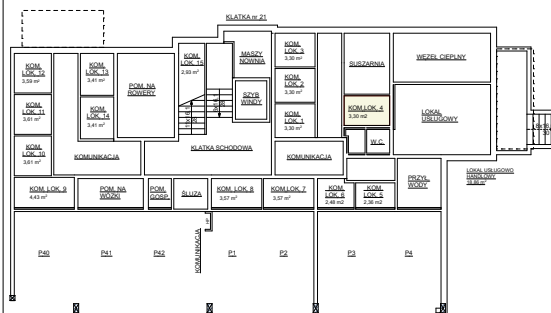 KLATKA nr 21
KOM. LOK. 12
3,59 m²
KOM. LOK. 13
3,41 m²
KOM. LOK. 15
2,93 m²
MASZY NOWNIA
KOM. LOK. 3
3,30 m²
SUSZARNIA
WĘZEŁ CIEPLNY
POM. NA ROWERY
KOM. LOK. 2
3,30 m²
SZYB WINDY
KOM. LOK. 11
3,61 m²
KOM. LOK. 14
3,41 m²
KOM. LOK. 1
3,30 m²
KOM.LOK. 4
3,30 m2
LOKAL USŁUGOWY
KOM. LOK. 10
3,61 m²
KOMUNIKACJA
KLATKA SCHODOWA
KOMUNIKACJA
W.C.
LOKAL USŁUGOWO
HANDLOWY
18,86 m²
KOM. LOK. 9
4,43 m²
POM. NA WÓZKI
POM. GOSP.
ŚLUZA
KOM. LOK. 8
3,57 m²
KOM. LOK. 7
3,57 m²
KOM. LOK. 6
2,48 m2
KOM. LOK. 5
2,36 m2
PRZYŁ. WODY
P40
P41
P42
KOMUNIKACJA
P1
P2
P3
P4